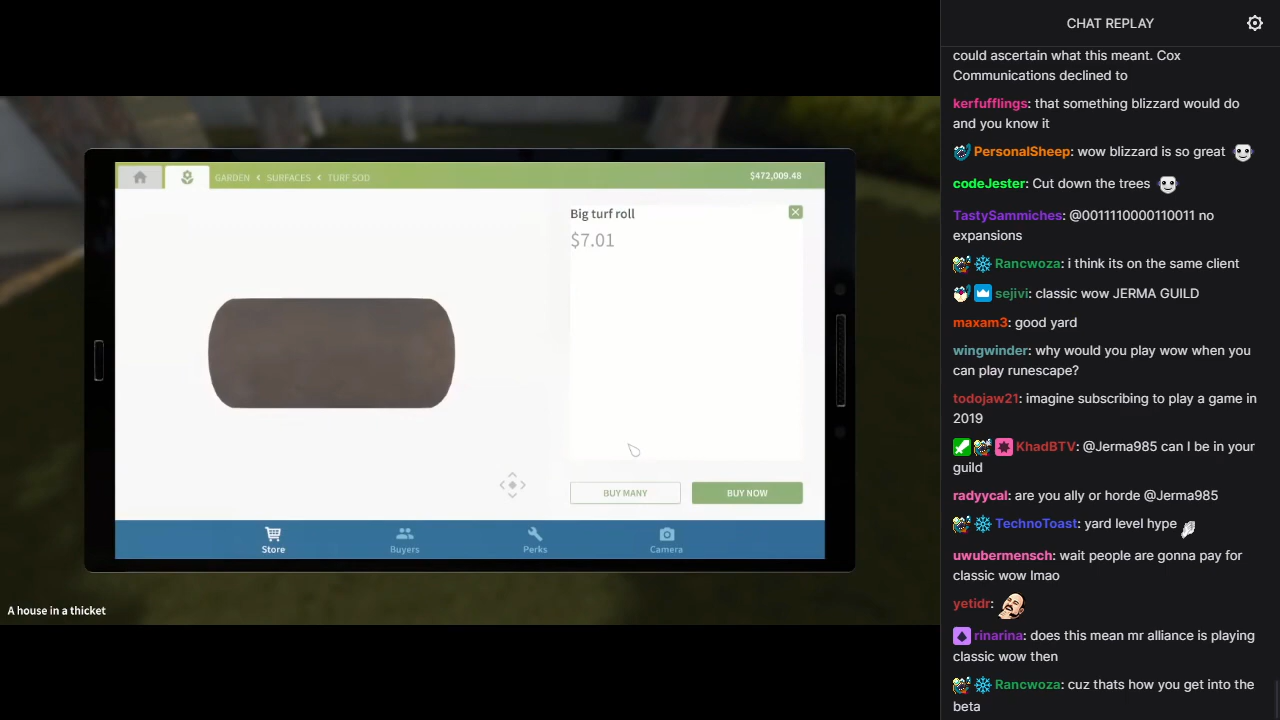 GARDEN < SURFACES < TURF SOD
$472,009.48
Big turf roll
$7.01
BUY MANY
BUY NOW
Store
Buyers
Perks
Camera
A house in a thicket
CHAT REPLAY
could ascertain what this meant. Cox
Communications declined to
kerfufflings: that something blizzard would do
and you know it
PersonalSheep: wow blizzard is so great
codeJester: Cut down the trees
TastySammiches: @0011110000110011 no
expansions
Rancwoza: i think its on the same client
sejivi: classic wow JERMA GUILD
maxam3: good yard
wingwinder: why would you play wow when you
can play runescape?
todojaw21: imagine subscribing to play a game in
2019
KhadBTV: @Jerma985 can I be in your
guild
radyycal: are you ally or horde @Jerma985
TechnoToast: yard level hype
uwubermensch: wait people are gonna pay for
classic wow lmao
yetidr:
rinarina: does this mean mr alliance is playing
classic wow then
Rancwoza: cuz thats how you get into the
beta